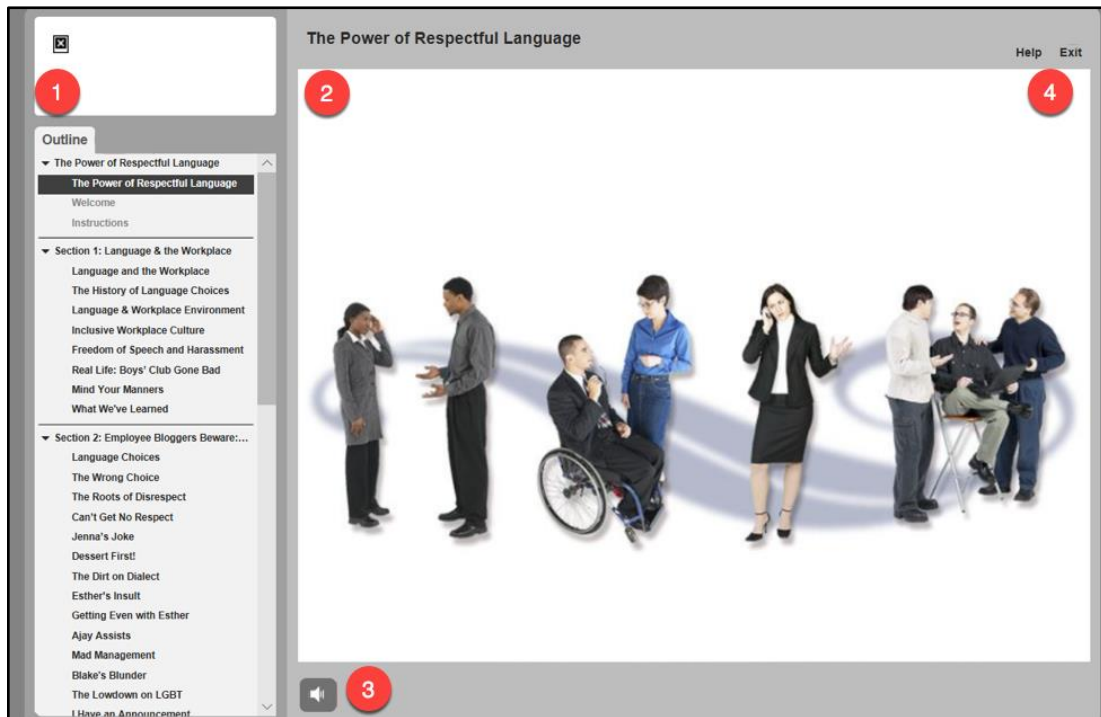 The Power of Respectful Language
Help Exit
1
2
4
Outline
The Power of Respectful Language
The Power of Respectful Language
Welcome
Instructions
Section 1: Language & the Workplace
Language and the Workplace
The History of Language Choices
Language & Workplace Environment
Inclusive Workplace Culture
Freedom of Speech and Harassment
Real Life: Boys' Club Gone Bad
Mind Your Manners
What We've Learned
Section 2: Employee Bloggers Beware:...
Language Choices
The Wrong Choice
The Roots of Disrespect
Can't Get No Respect
Jenna's Joke
Dessert First!
The Dirt on Dialect
Esther's Insult
Getting Even with Esther
Ajay Assists
Mad Management
Blake's Blunder
The Lowdown on LGBT
I Have an Announcement
3